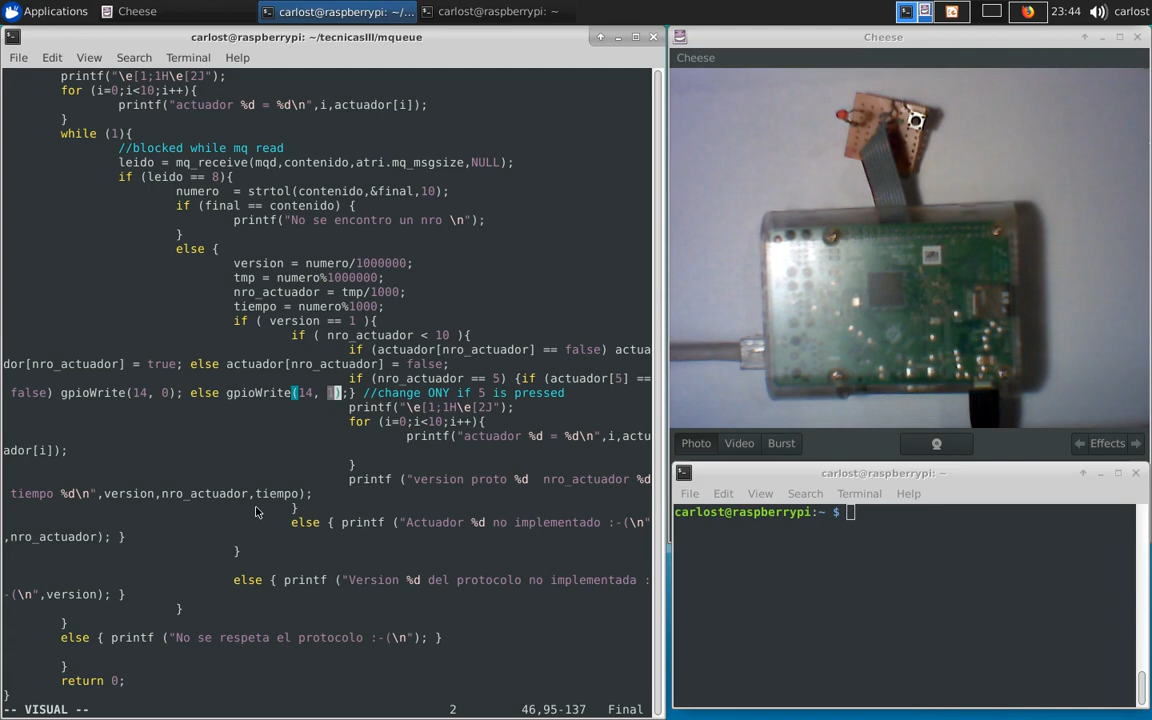 Applications
Cheese
carlost@raspberrypi: ~/...
carlost@raspberrypi: ~
23:44
carlost
carlost@raspberrypi: ~/tecnicasIII/mqueue
File Edit View Search Terminal Help
printf("\e[1;1H\e[2J");
for (i=0;i<10;i++){
printf("actuador %d = %d\n",i,actuador[i]);
}
while (1){
//blocked while mq read
leido = mq_receive(mqd,contenido,atri.mq_msgsize,NULL);
if (leido == 8){
numero  = strtol(contenido,&final,10);
if (final == contenido) {
printf("No se encontro un nro \n");
}
else {
version = numero/1000000;
tmp = numero%1000000;
nro_actuador = tmp/1000;
tiempo = numero%1000;
if ( version == 1 ){
if ( nro_actuador < 10 ){
if (actuador[nro_actuador] == false) actua
dor[nro_actuador] = true; else actuador[nro_actuador] = false;
if (nro_actuador == 5) {if (actuador[5] ==
false) gpioWrite(14, 0); else gpioWrite(14, 1);} //change ONY if 5 is pressed
printf("\e[1;1H\e[2J");
for (i=0;i<10;i++){
printf("actuador %d = %d\n",i,actu
ador[i]);
}
printf ("version proto %d  nro_actuador %d
tiempo %d\n",version,nro_actuador,tiempo);
}
else { printf ("Actuador %d no implementado :-(\n"
,nro_actuador); }
}
else { printf ("Version %d del protocolo no implementada :
-(\n",version); }
}
}
else { printf ("No se respeta el protocolo :-(\n"); }
}
return 0;
}
-- VISUAL -- 2 46,95-137 Final
Cheese
Cheese
Photo Video Burst Effects
carlost@raspberrypi: ~
File Edit View Search Terminal Help
carlost@raspberrypi:~ $